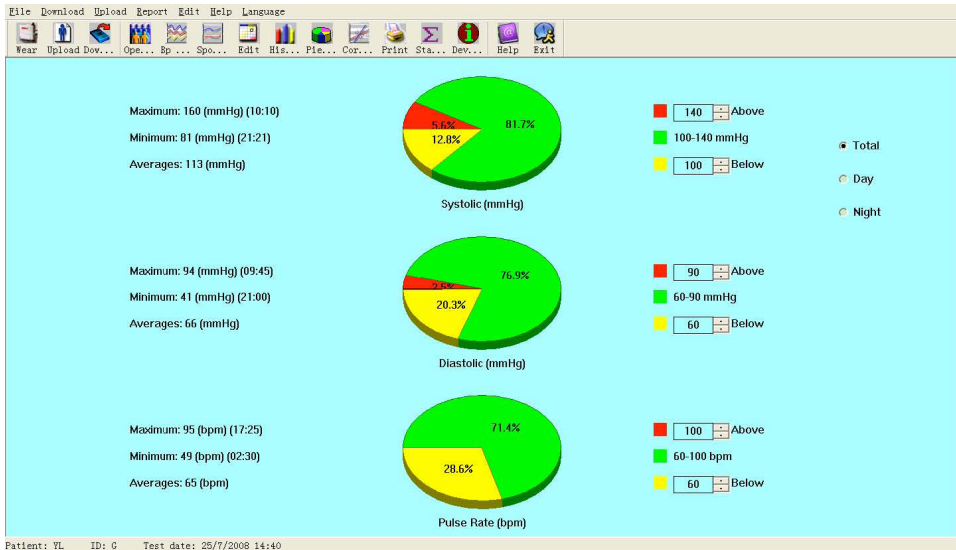 File Download Upload Report Edit Help Language
Wear Upload Dow... Ope... Bp ... Spo... Edit His... Pie... Cor... Print Sta... Dev... Help Exit
Maximum: 160 (mmHg) (10:10)
Minimum: 81 (mmHg) (21:21)
Averages: 113 (mmHg)
5.6%
81.7%
12.8%
Systolic (mmHg)
140 Above
100-140 mmHg
100 Below
Total
Day
Night
Maximum: 94 (mmHg) (09:45)
Minimum: 41 (mmHg) (21:00)
Averages: 66 (mmHg)
76.9%
20.3%
Diastolic (mmHg)
90 Above
60-90 mmHg
60 Below
Maximum: 95 (bpm) (17:25)
Minimum: 49 (bpm) (02:30)
Averages: 65 (bpm)
71.4%
28.6%
Pulse Rate (bpm)
100 Above
60-100 bpm
60 Below
Patient: YL ID: G Test date: 25/7/2008 14:40